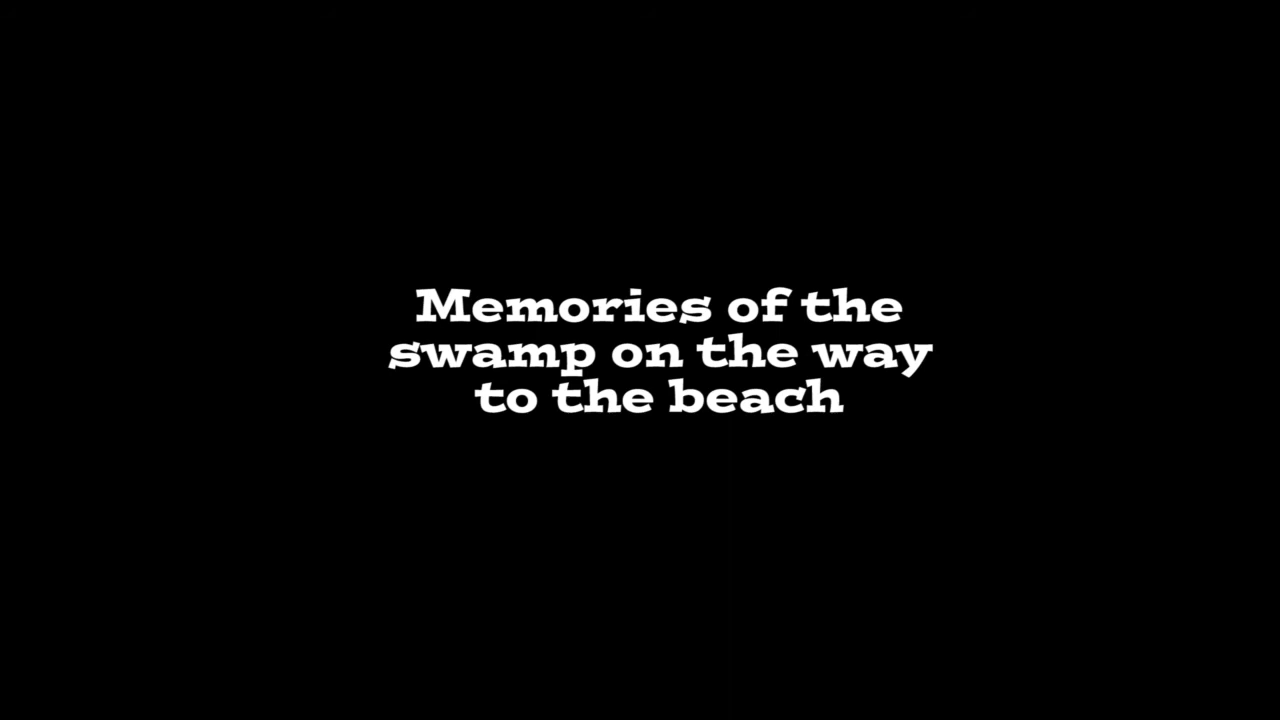 Memories of the
swamp on the way
to the beach